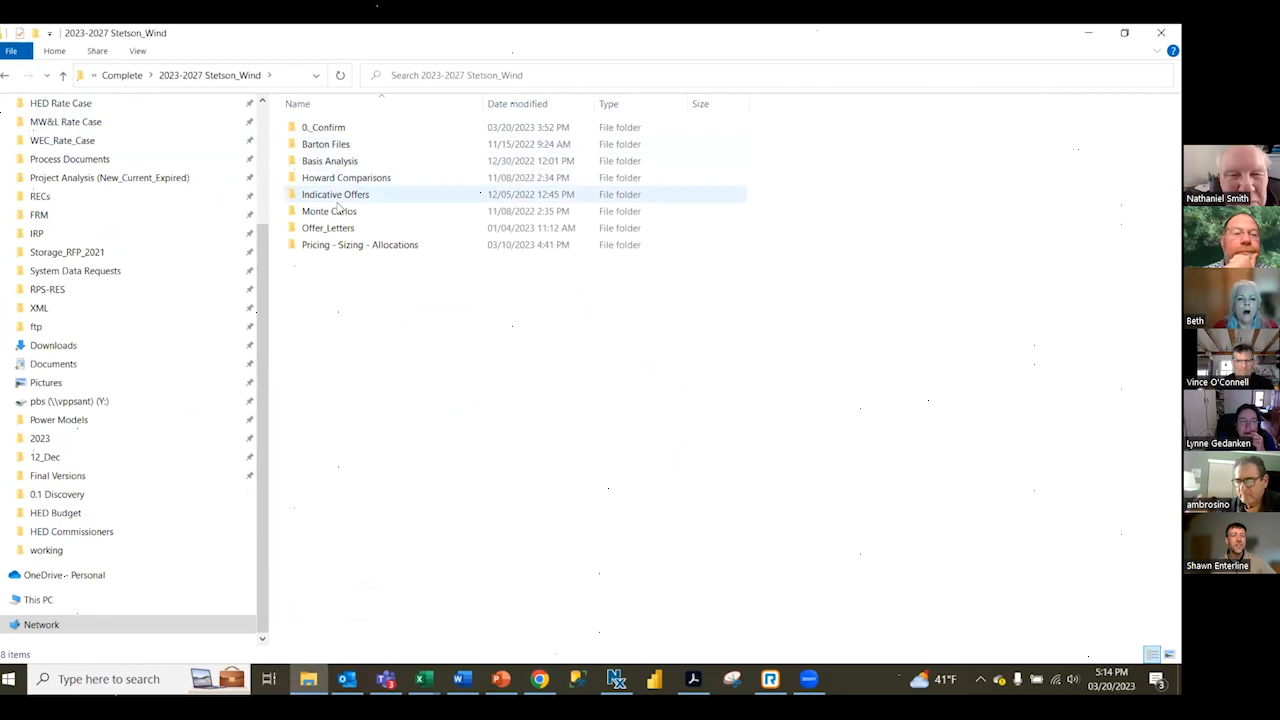 2023-2027 Stetson_Wind
File Home Share View
« Complete > 2023-2027 Stetson_Wind > Search 2023-2027 Stetson_Wind
HED Rate Case
MW&L Rate Case
WEC_Rate_Case
Process Documents
Project Analysis (New_Current_Expired)
RECs
FRM
IRP
Storage_RFP_2021
System Data Requests
RPS-RES
XML
ftp
Downloads
Documents
Pictures
pbs (\\vppsant) (Y:)
Power Models
2023
12_Dec
Final Versions
0.1 Discovery
HED Budget
HED Commissioners
working
OneDrive - Personal
This PC
Network
8 items
Name Date modified Type Size
0._Confirm 03/20/2023 3:52 PM File folder
Barton Files 11/15/2022 9:24 AM File folder
Basis Analysis 12/30/2022 12:01 PM File folder
Howard Comparisons 11/08/2022 2:34 PM File folder
Indicative Offers 12/05/2022 12:45 PM File folder
Monte Carlos 11/08/2022 2:35 PM File folder
Offer_Letters 01/04/2023 11:12 AM File folder
Pricing - Sizing - Allocations 03/10/2023 4:41 PM File folder
Nathaniel Smith
Beth
Vince O'Connell
Lynne Gedanken
ambrosino
Shawn Enterline
Type here to search
41°F
5:14 PM
03/20/2023
3